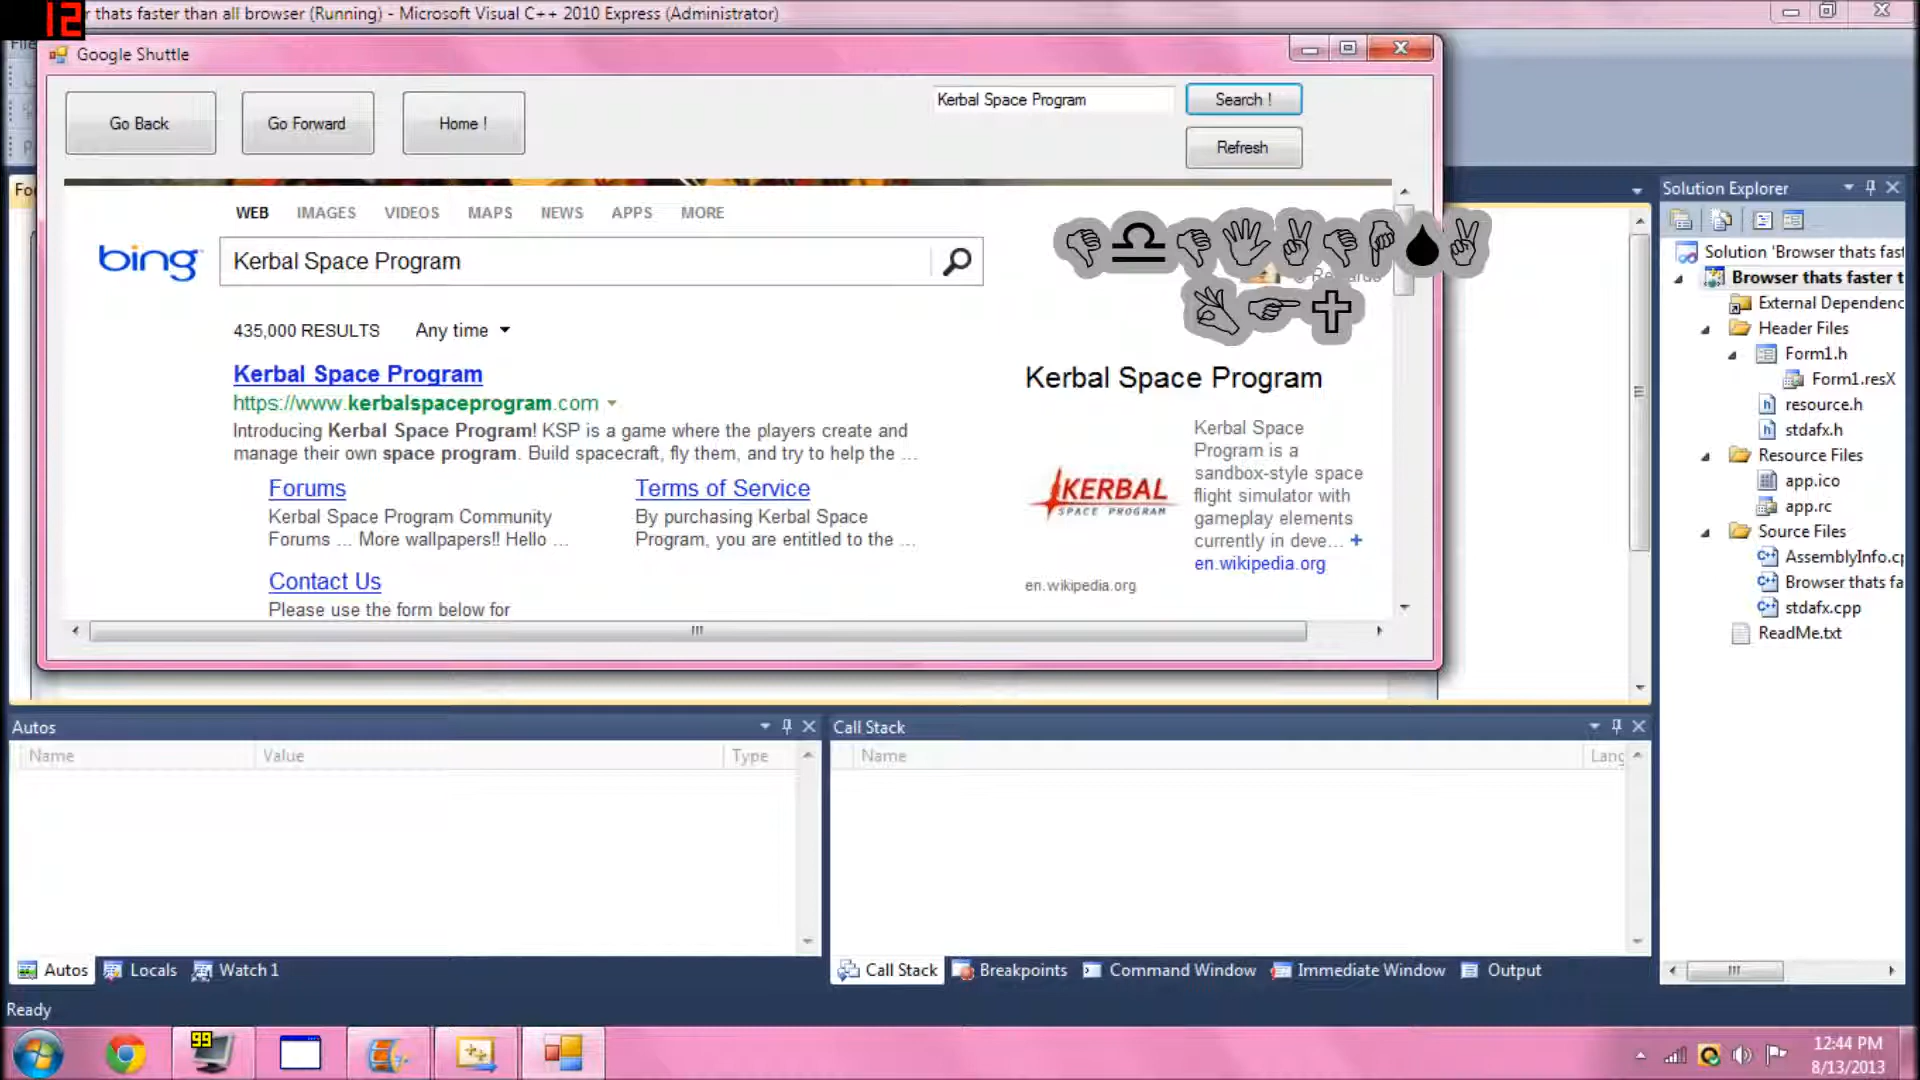 12
r thats faster than all browser (Running) - Microsoft Visual C++ 2010 Express (Administrator)
Google Shuttle
Go Back
Go Forward
Home !
Kerbal Space Program
Search !
Refresh
WEB IMAGES VIDEOS MAPS NEWS APPS MORE
bing
Kerbal Space Program
435,000 RESULTS Any time
Kerbal Space Program
https://www.kerbalspaceprogram.com
Introducing Kerbal Space Program! KSP is a game where the players create and
manage their own space program. Build spacecraft, fly them, and try to help the ...
Forums
Kerbal Space Program Community
Forums ... More wallpapers!! Hello ...
Terms of Service
By purchasing Kerbal Space
Program, you are entitled to the ...
Contact Us
Please use the form below for
Kerbal Space Program
KERBAL
SPACE PROGRAM
Kerbal Space
Program is a
sandbox-style space
flight simulator with
gameplay elements
currently in deve... +
en.wikipedia.org
en.wikipedia.org
Solution Explorer
Solution 'Browser thats fast
Browser thats faster t
External Dependenc
Header Files
Form1.h
Form1.resX
resource.h
stdafx.h
Resource Files
app.ico
app.rc
Source Files
AssemblyInfo.cp
Browser thats fa
stdafx.cpp
ReadMe.txt
Autos
Name Value Type
Call Stack
Name Lang
Autos Locals Watch 1
Call Stack Breakpoints Command Window Immediate Window Output
Ready
99
12:44 PM
8/13/2013